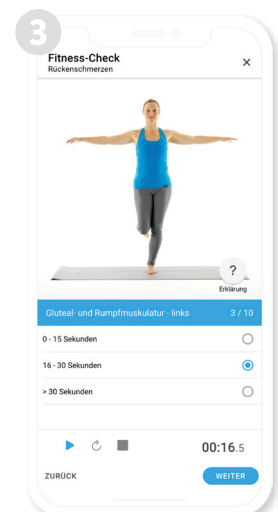 3
Fitness-Check
Rückenschmerzen
?
Erklärung
Gluteal- und Rumpfmuskulatur - links 3 / 10
0 - 15 Sekunden
16 - 30 Sekunden
> 30 Sekunden
00:16.5
ZURÜCK WEITER